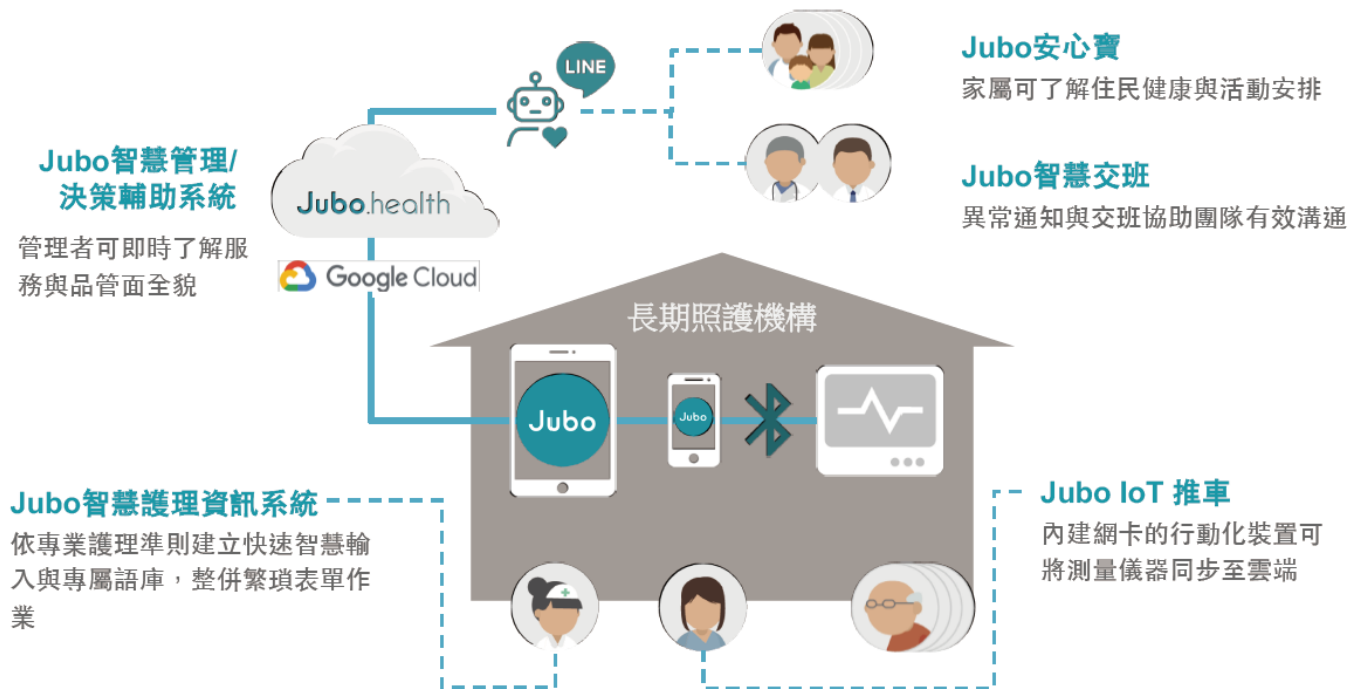 LINE
Jubo安心寶
家屬可了解住民健康與活動安排
Jubo智慧交班
異常通知與交班協助團隊有效溝通
Jubo智慧管理/
決策輔助系統
管理者可即時了解服
務與品管面全貌
Jubo.health
Google Cloud
長期照護機構
Jubo
Jubo
Jubo智慧護理資訊系統
依專業護理準則建立快速智慧輸
入與專屬語庫，整併繁瑣表單作
業
Jubo IoT 推車
內建網卡的行動化裝置可
將測量儀器同步至雲端